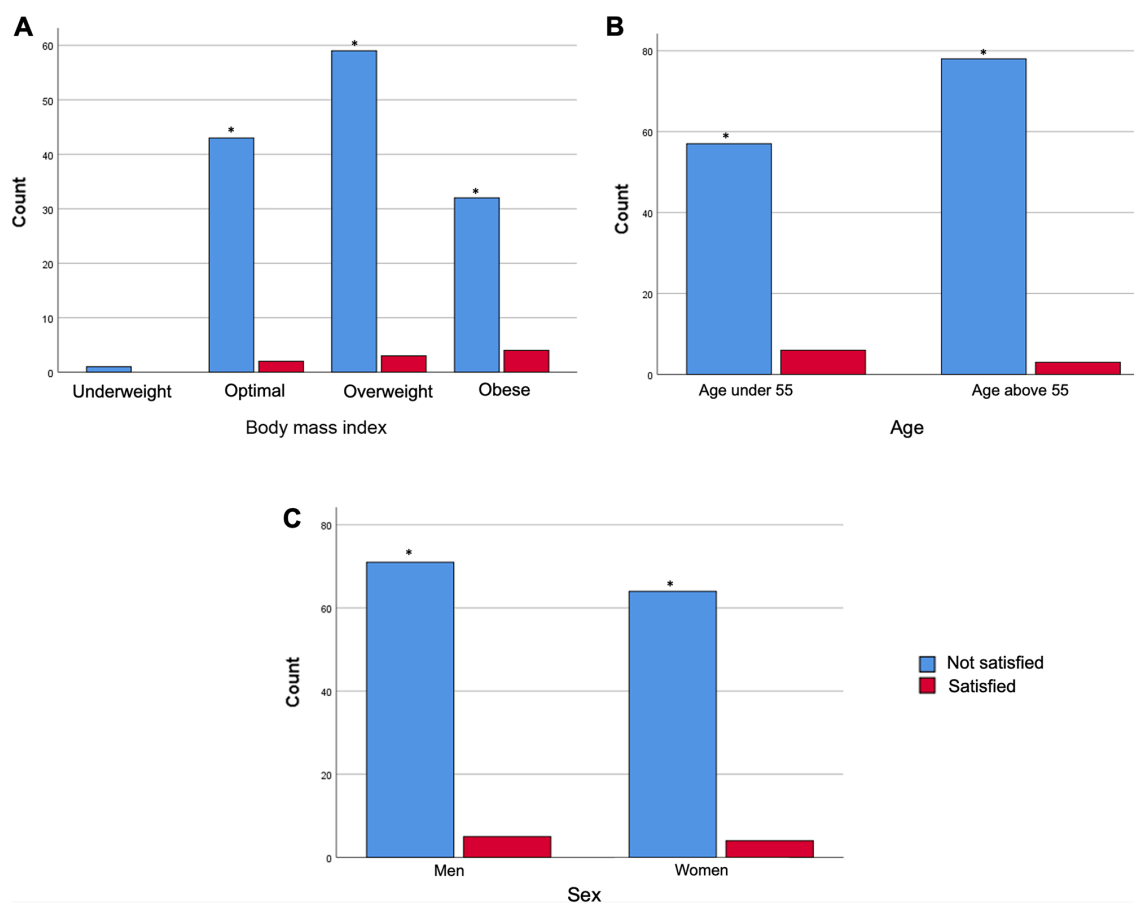 A
*
*
*
60
50
40
30
20
10
0
Count
Underweight Optimal Overweight Obese
Body mass index
B
*
*
80
60
40
20
0
Count
Age under 55 Age above 55
Age
C
*
*
80
60
40
20
0
Count
Men Women
Sex
Not satisfied
Satisfied